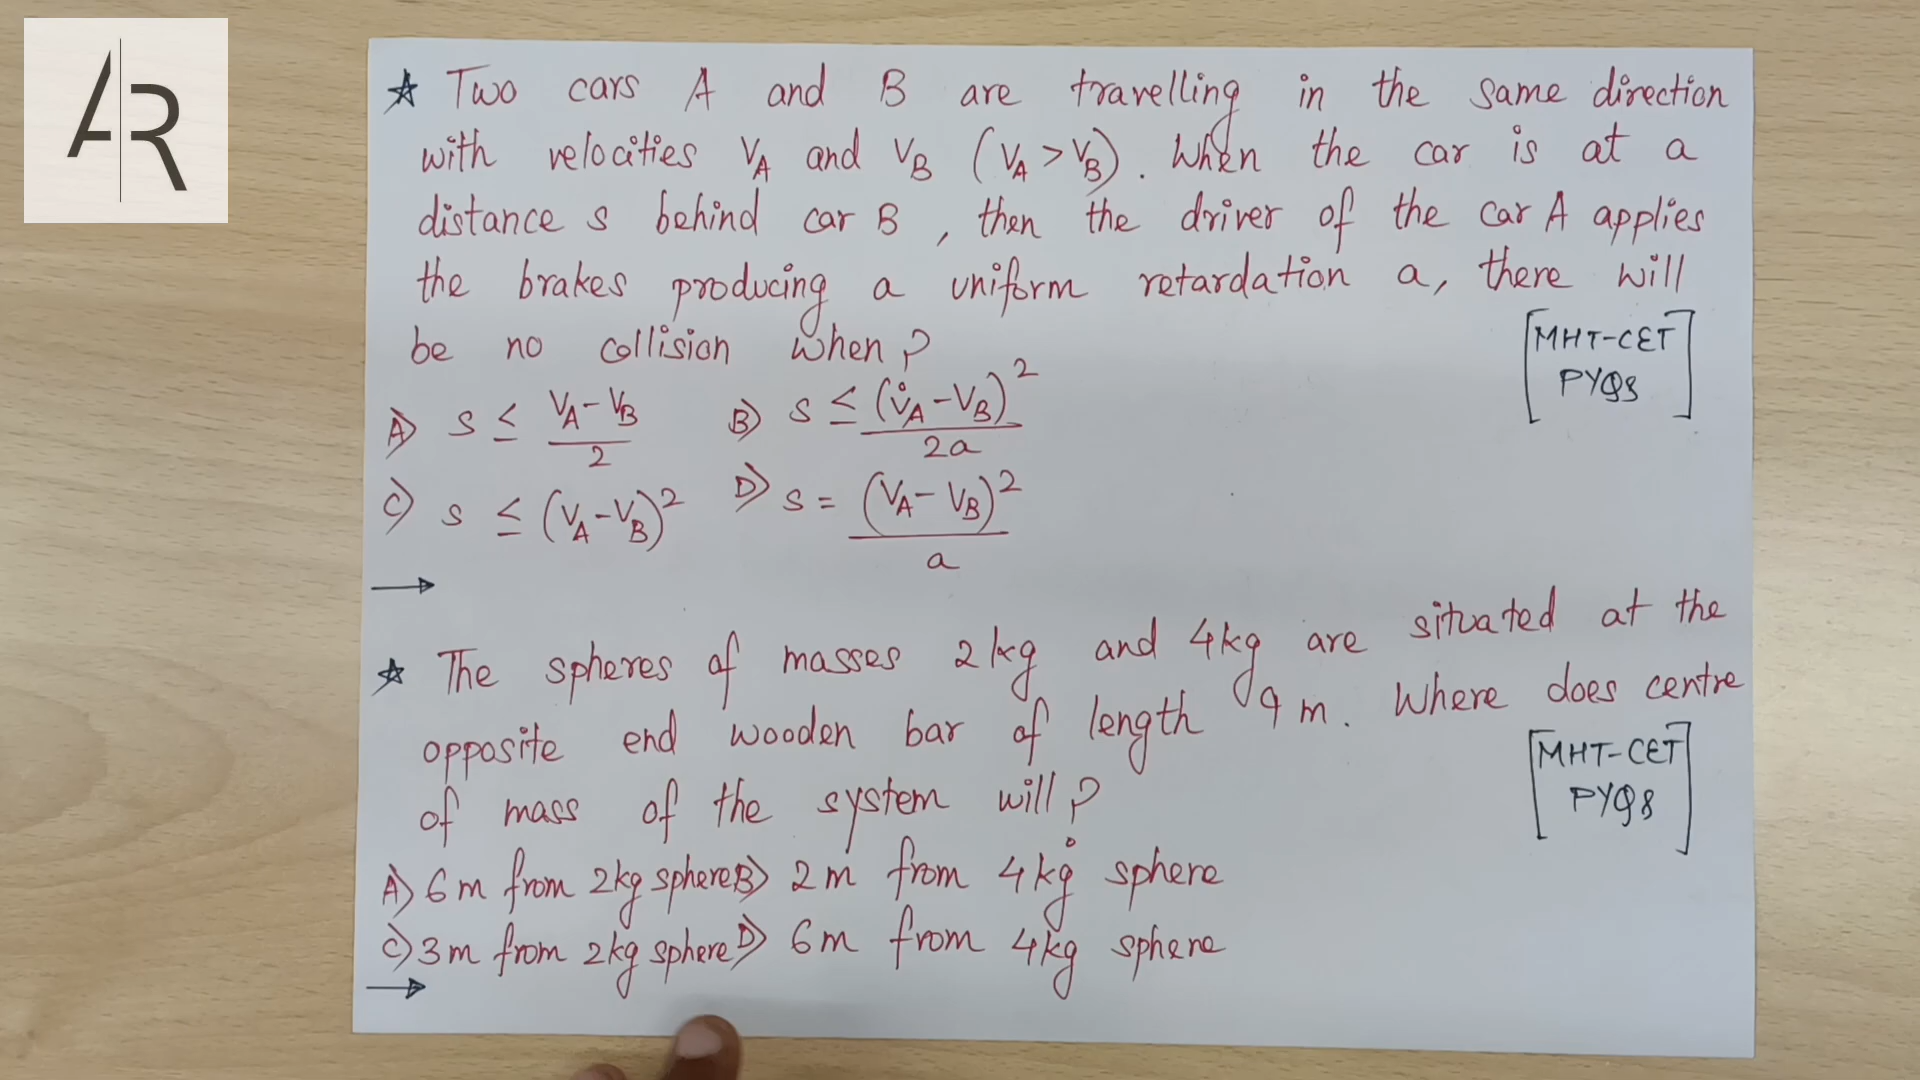 AR
☆ Two cars A and B are travelling in the same direction
with velocities VA and VB (VA > VB). When the car is at a
distance s behind car B, then the driver of the car A applies
the brakes producing a uniform retardation a, there will
be no collision when?
[MHT-CET PYQs]
A) s ≤ (VA - VB)/2 B) s ≤ (VA - VB)²/2a
C) s ≤ (VA - VB)² D) s = (VA - VB)²/a
→
☆ The spheres of masses 2kg and 4kg are situated at the
opposite end wooden bar of length 9 m. Where does centre
of mass of the system will?
[MHT-CET PYQs]
A) 6m from 2kg sphere B) 2m from 4kg sphere
C) 3m from 2kg sphere D) 6m from 4kg sphere
→